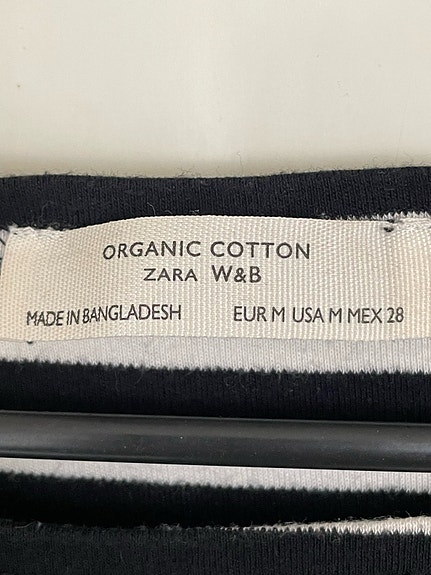 ORGANIC COTTON
ZARA W&B
MADE IN BANGLADESH EUR M USA M MEX 28